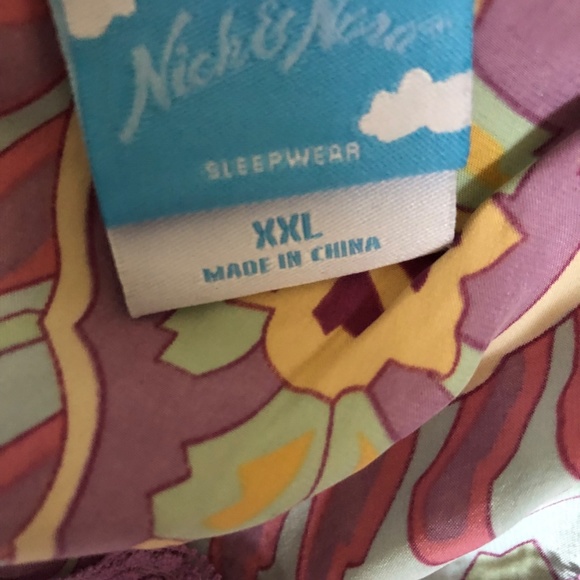 Nick & Nora
SLEEPWEAR
XXL
MADE IN CHINA